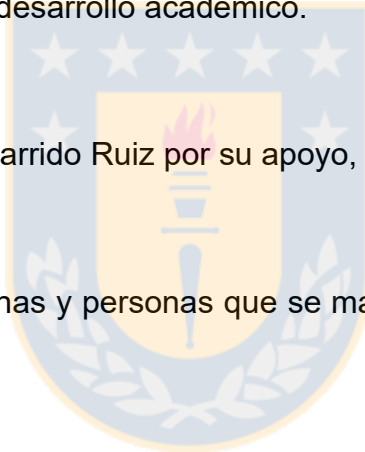 desarrollo académico.
arrido Ruiz por su apoyo,
nas y personas que se ma